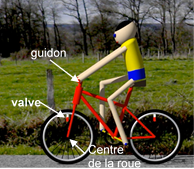 guidon
valve
Centre
de la roue